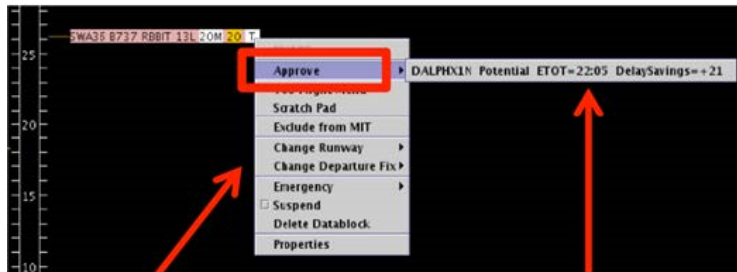 SWA35 B737 RBBIT 13L 20M 20 T
25
Approve
DALPHX1N Potential ETOT=22:05 DelaySavings=+21
Scratch Pad
20
Exclude from MIT
Change Runway
Change Departure Fix
15
Emergency
Suspend
Delete Datablock
Properties
10